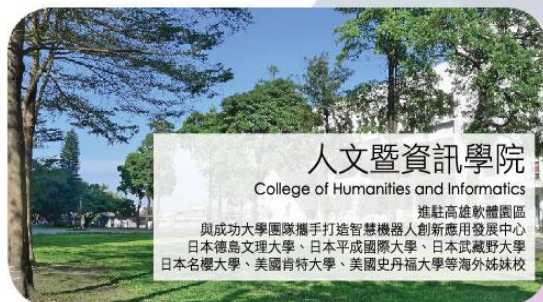 人文暨資訊學院
College of Humanities and Informatics
進駐高雄軟體園區
與成功大學團隊攜手打造智慧機器人創新應用發展中心
日本德島文理大學、日本平成國際大學、日本武藏野大學
日本名櫻大學、美國肯特大學、美國史丹福大學等海外姊妹校